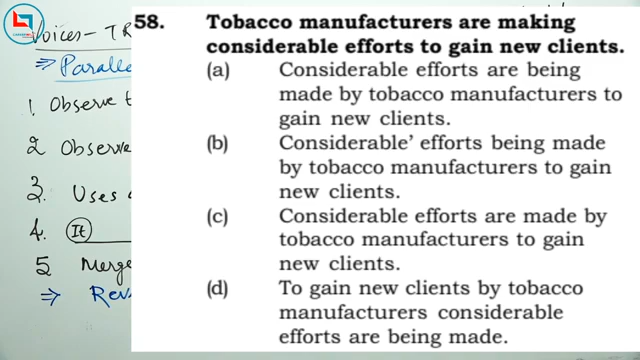 Voices - TR
⇒ Paralle
1. Observe t
2 Observe
3. Uses
4. It
5 Merge
⇒ Rev
58. Tobacco manufacturers are making
considerable efforts to gain new clients.
(a) Considerable efforts are being
made by tobacco manufacturers to
gain new clients.
(b) Considerable’ efforts being made
by tobacco manufacturers to gain
new clients.
(c) Considerable efforts are made by
tobacco manufacturers to gain
new clients.
(d) To gain new clients by tobacco
manufacturers considerable
efforts are being made.